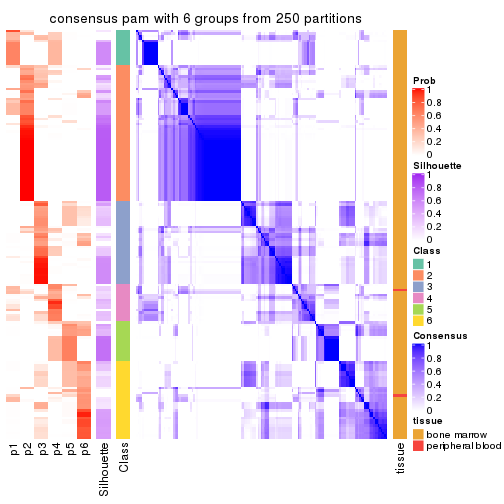 consensus pam with 6 groups from 250 partitions
Prob
1
0.8
0.6
0.4
0.2
0
Silhouette
1
0.8
0.6
0.4
0.2
0
Class
1
2
3
4
5
6
Consensus
1
0.8
0.6
0.4
0.2
0
tissue
bone marrow
peripheral blood
p1
p2
p3
p4
p5
p6
Silhouette
Class
tissue